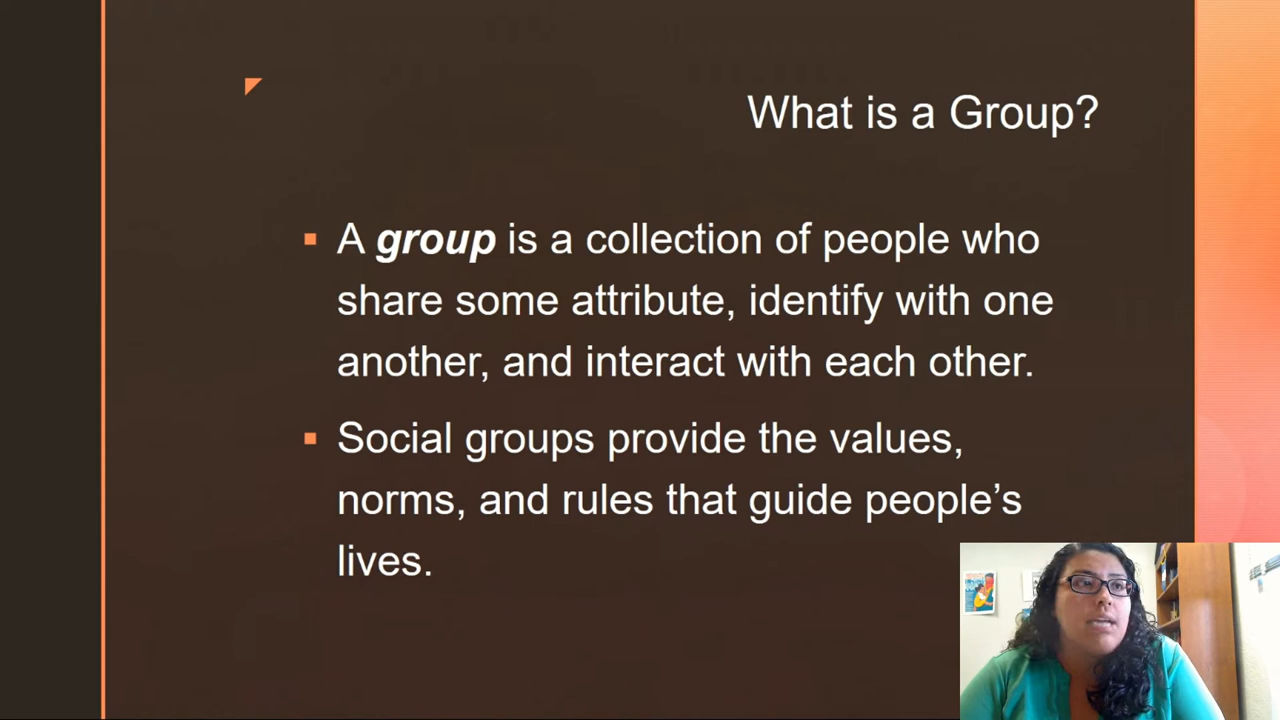 What is a Group?
A group is a collection of people who
share some attribute, identify with one
another, and interact with each other.
Social groups provide the values,
norms, and rules that guide people’s
lives.